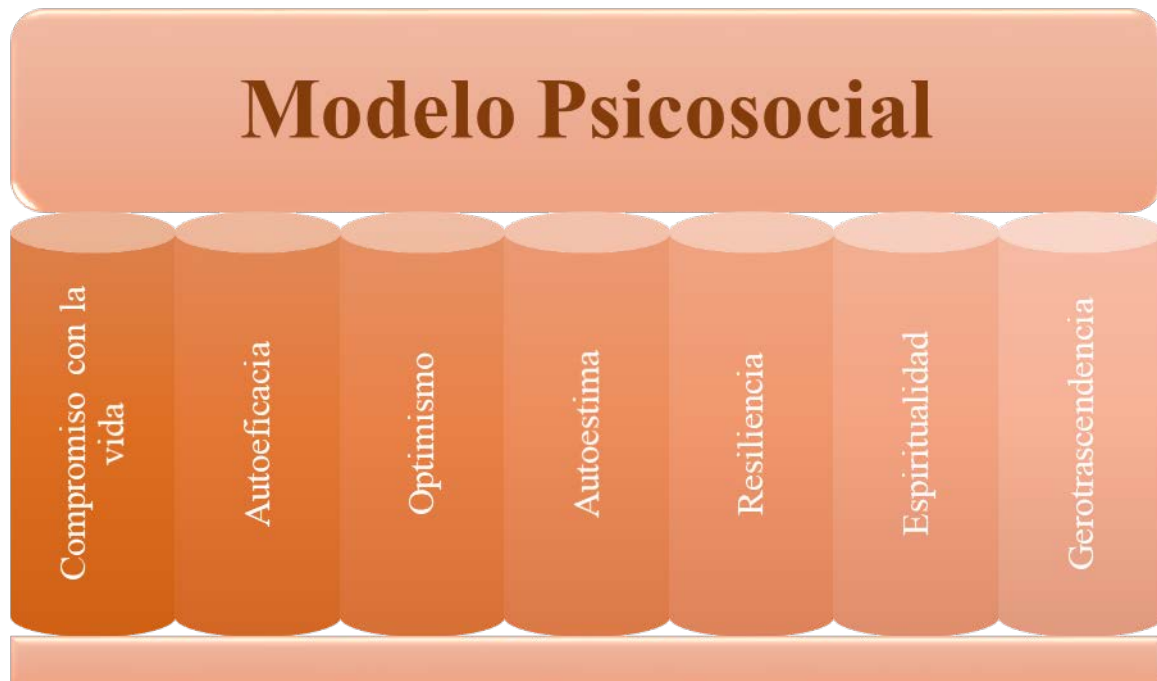 Modelo Psicosocial
Compromiso con la
vida
Autoeficacia
Optimismo
Autoestima
Resiliencia
Espiritualidad
Gerotrascendencia